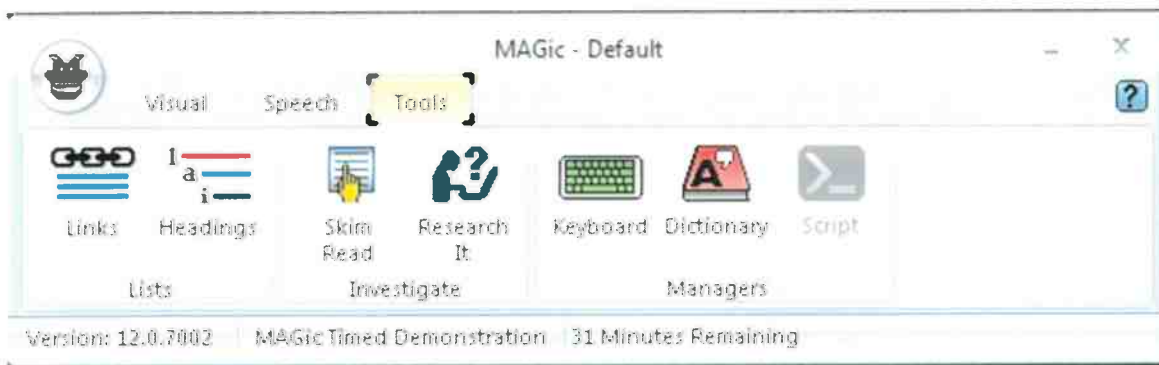 MAGic - Default
Visual Speech Tools
?
1
a
i
? A
Links Headings Skim Read Research It Keyboard Dictionary Script
Lists Investigate Managers
Version: 12.0.7002 MAGic Timed Demonstration 31 Minutes Remaining